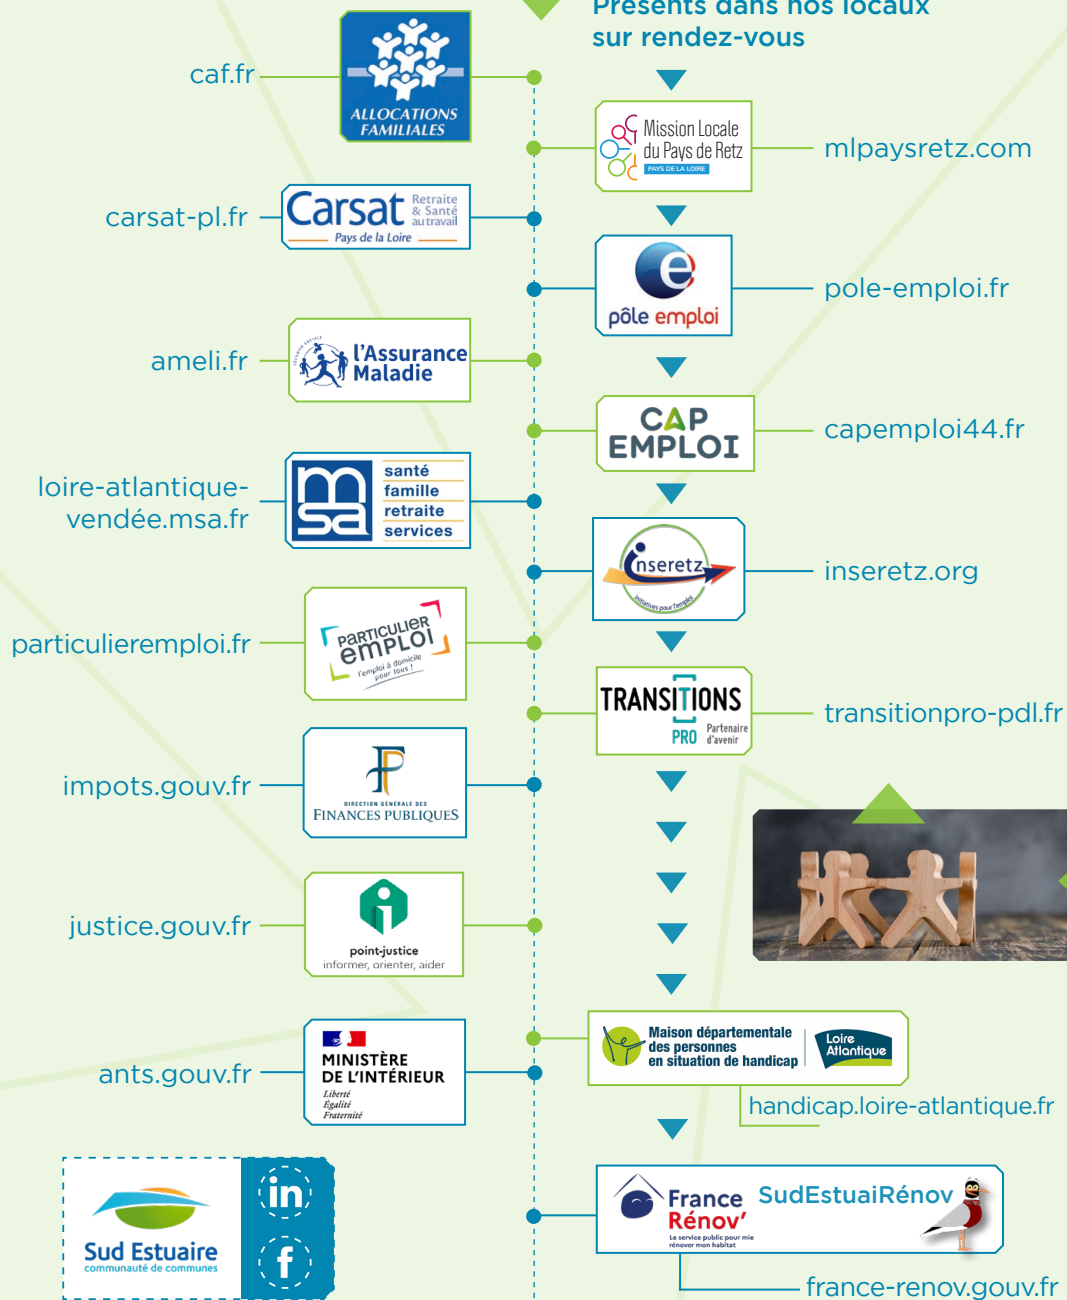 Présents dans nos locaux
sur rendez-vous
caf.fr
ALLOCATIONS
FAMILIALES
Mission Locale
du Pays de Retz
PAYS DE LA LOIRE
mlpaysretz.com
carsat-pl.fr
Carsat
Retraite
& Santé
au travail
Pays de la Loire
pôle emploi
pole-emploi.fr
ameli.fr
SÉCURITÉ SOCIALE
l'Assurance
Maladie
CAP
EMPLOI
capemploi44.fr
loire-atlantique-
vendée.msa.fr
msa
santé
famille
retraite
services
inseretz
initiatives pour l'emploi
inseretz.org
particulieremploi.fr
PARTICULIER
EMPLOI
l'emploi à domicile
pour tous !
TRANSITIONS
PRO
Partenaire
d'avenir
transitionpro-pdl.fr
impots.gouv.fr
DIRECTION GÉNÉRALE DES
FINANCES PUBLIQUES
justice.gouv.fr
point-justice
informer, orienter, aider
ants.gouv.fr
MINISTÈRE
DE L'INTÉRIEUR
Liberté
Égalité
Fraternité
Maison départementale
des personnes
en situation de handicap
Loire
Atlantique
handicap.loire-atlantique.fr
Sud Estuaire
communauté de communes
in
f
France
Rénov'
Le service public pour mie
rénover mon habitat
SudEstuaiRénov
france-renov.gouv.fr